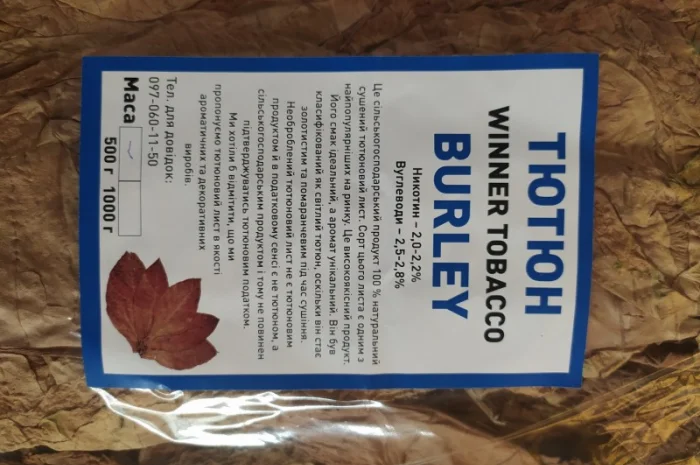 ТЮТЮН
WINNER TOBACCO
BURLEY
Никотин – 2,0-2,2%
Вуглеводи – 2,5-2,8%
Це сільськогосподарський продукт 100 % натуральний
сушений тютюновий лист. Сорт цього листа є одним з
найпопулярніших на ринку. Це високоякісний продукт.
Його смак ідеальний, а аромат унікальний. Він був
класифікований як світлий тютюн, оскільки він стає
золотистим та помаранчевим під час сушіння.
Необроблений тютюновий лист не є тютюновим
продуктом й в податковому сенсі є не тютюном, а
сільськогосподарським продуктом і тому не повинен
підтверджуватись тютюновим податком.
Ми хотіли б відмітити, що ми
пропонуємо тютюновий лист в якості
ароматичних та декоративних
виробів.
Тел. для довідок:
097-060-11-50
Маса
500 г 1000 г